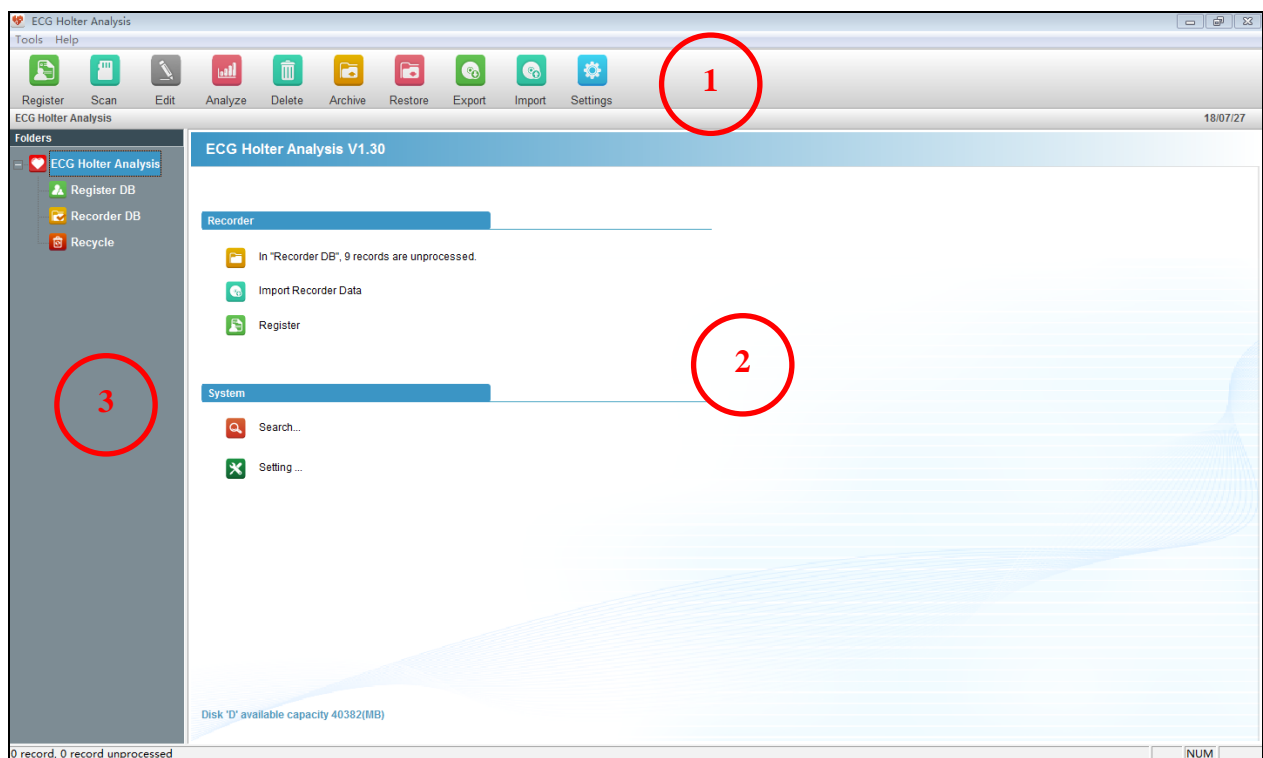 ECG Holter Analysis
Tools Help
Register Scan Edit Analyze Delete Archive Restore Export Import Settings
1
ECG Holter Analysis 18/07/27
Folders
ECG Holter Analysis
Register DB
Recorder DB
Recycle
3
ECG Holter Analysis V1.30
Recorder
In "Recorder DB", 9 records are unprocessed.
Import Recorder Data
Register
2
System
Search...
Setting ...
Disk 'D' available capacity 40382(MB)
0 record, 0 record unprocessed NUM